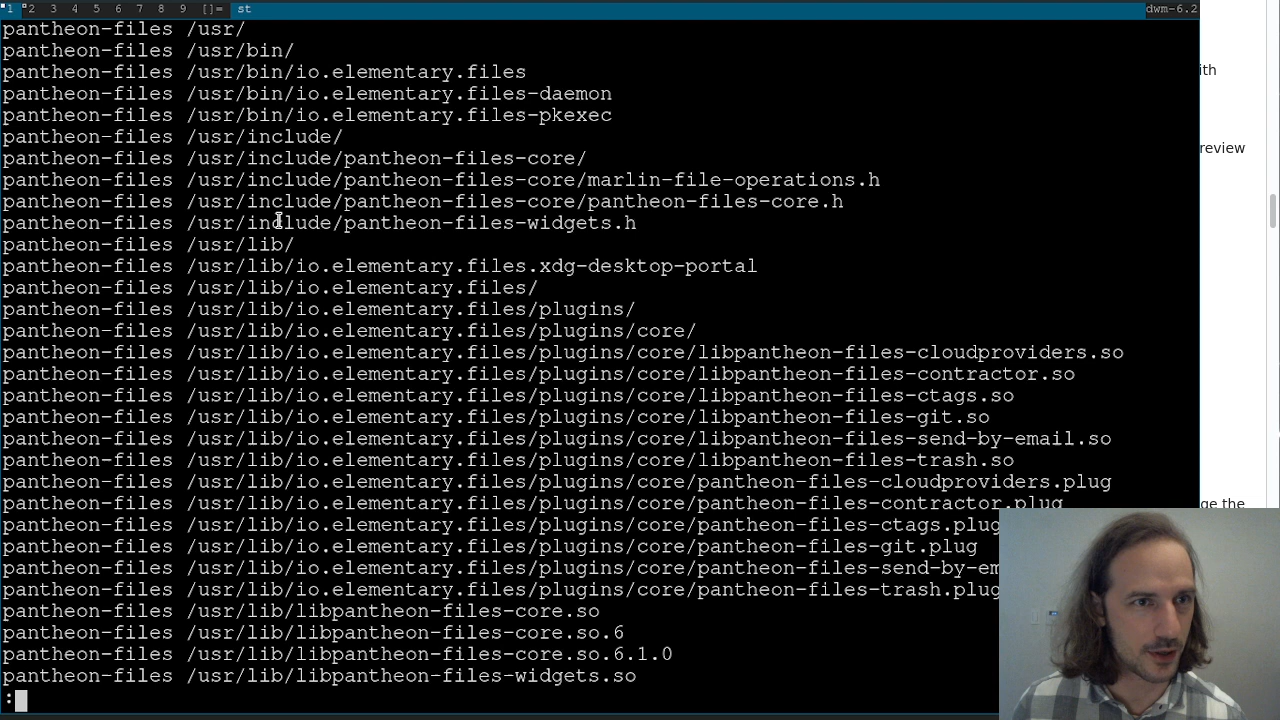 1 2 3 4 5 6 7 8 9 []= st dwm-6.2
pantheon-files /usr/
pantheon-files /usr/bin/
pantheon-files /usr/bin/io.elementary.files
pantheon-files /usr/bin/io.elementary.files-daemon
pantheon-files /usr/bin/io.elementary.files-pkexec
pantheon-files /usr/include/
pantheon-files /usr/include/pantheon-files-core/
pantheon-files /usr/include/pantheon-files-core/marlin-file-operations.h
pantheon-files /usr/include/pantheon-files-core/pantheon-files-core.h
pantheon-files /usr/include/pantheon-files-widgets.h
pantheon-files /usr/lib/
pantheon-files /usr/lib/io.elementary.files.xdg-desktop-portal
pantheon-files /usr/lib/io.elementary.files/
pantheon-files /usr/lib/io.elementary.files/plugins/
pantheon-files /usr/lib/io.elementary.files/plugins/core/
pantheon-files /usr/lib/io.elementary.files/plugins/core/libpantheon-files-cloudproviders.so
pantheon-files /usr/lib/io.elementary.files/plugins/core/libpantheon-files-contractor.so
pantheon-files /usr/lib/io.elementary.files/plugins/core/libpantheon-files-ctags.so
pantheon-files /usr/lib/io.elementary.files/plugins/core/libpantheon-files-git.so
pantheon-files /usr/lib/io.elementary.files/plugins/core/libpantheon-files-send-by-email.so
pantheon-files /usr/lib/io.elementary.files/plugins/core/libpantheon-files-trash.so
pantheon-files /usr/lib/io.elementary.files/plugins/core/pantheon-files-cloudproviders.plug
pantheon-files /usr/lib/io.elementary.files/plugins/core/pantheon-files-contractor.plug
pantheon-files /usr/lib/io.elementary.files/plugins/core/pantheon-files-ctags.plug
pantheon-files /usr/lib/io.elementary.files/plugins/core/pantheon-files-git.plug
pantheon-files /usr/lib/io.elementary.files/plugins/core/pantheon-files-send-by-em
pantheon-files /usr/lib/io.elementary.files/plugins/core/pantheon-files-trash.plug
pantheon-files /usr/lib/libpantheon-files-core.so
pantheon-files /usr/lib/libpantheon-files-core.so.6
pantheon-files /usr/lib/libpantheon-files-core.so.6.1.0
pantheon-files /usr/lib/libpantheon-files-widgets.so
:
ith
review
ge the